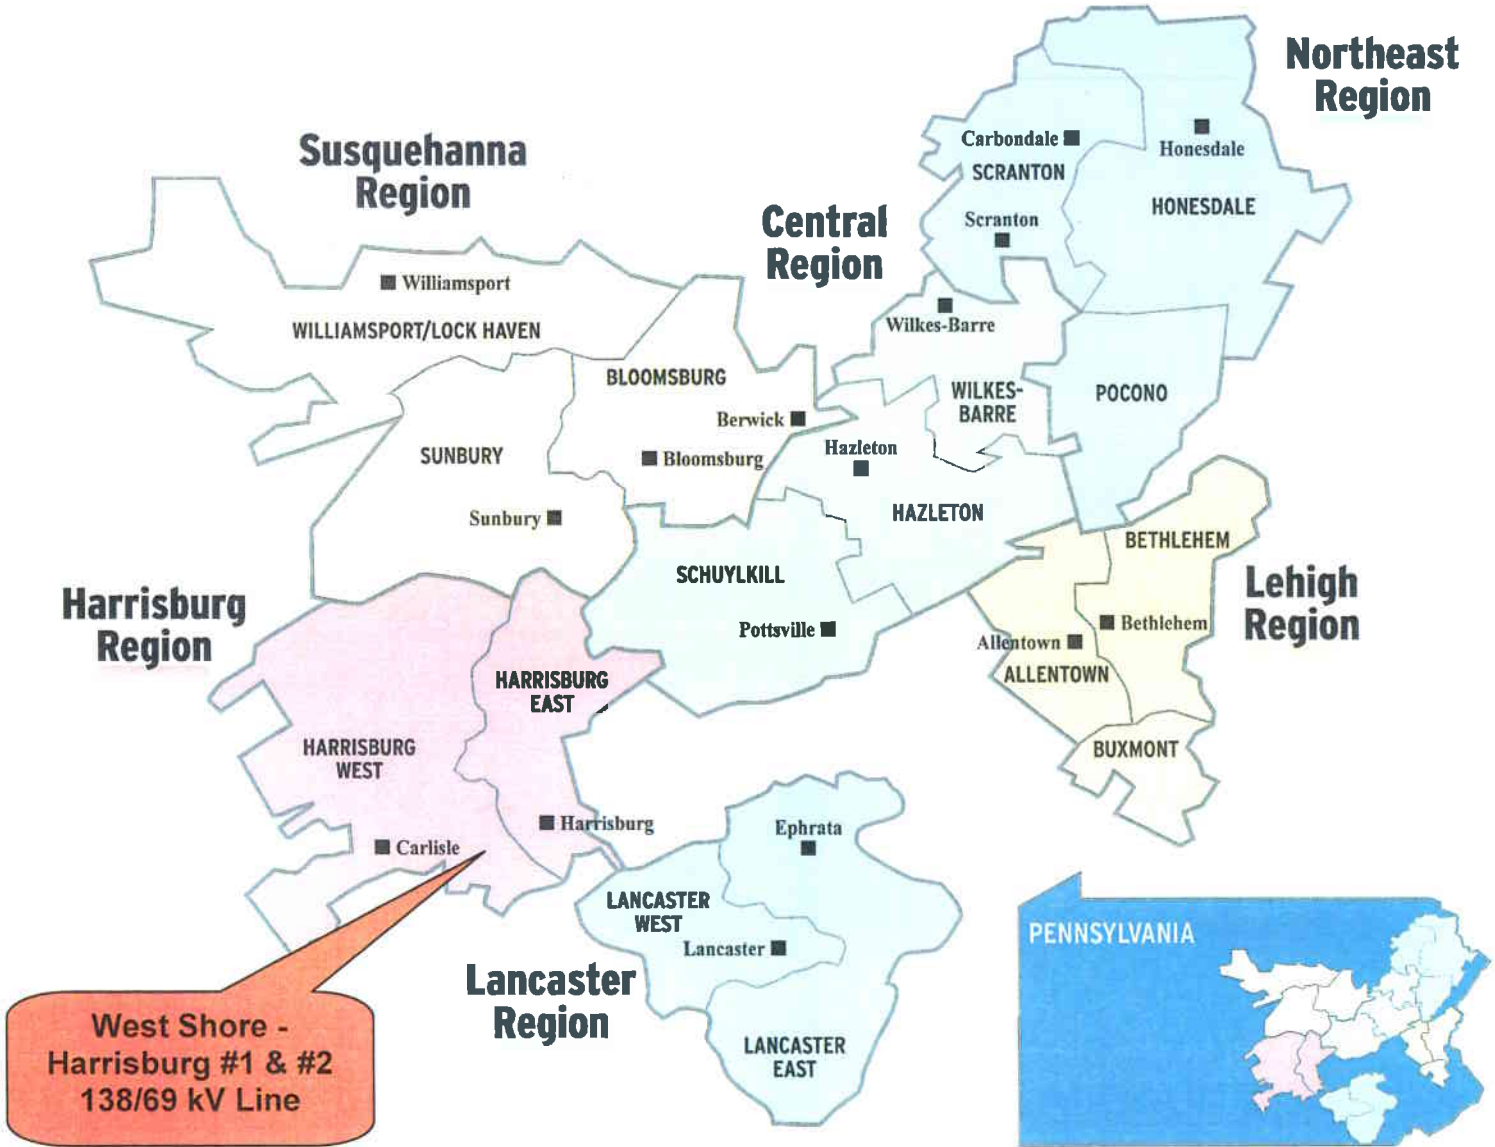 Northeast
Region
Carbondale
Honesdale
SCRANTON
HONESDALE
Scranton
Susquehanna
Region
Central
Region
Williamsport
WILLIAMSPORT/LOCK HAVEN
Wilkes-Barre
BLOOMSBURG
WILKES-
BARRE
POCONO
Berwick
SUNBURY
Bloomsburg
Hazleton
Sunbury
HAZLETON
BETHLEHEM
SCHUYLKILL
Harrisburg
Region
Lehigh
Region
Pottsville
Bethlehem
Allentown
ALLENTOWN
HARRISBURG
EAST
HARRISBURG
WEST
BUXMONT
Harrisburg
Carlisle
Ephrata
LANCASTER
WEST
Lancaster
Lancaster
Region
LANCASTER
EAST
PENNSYLVANIA
West Shore -
Harrisburg #1 & #2
138/69 kV Line